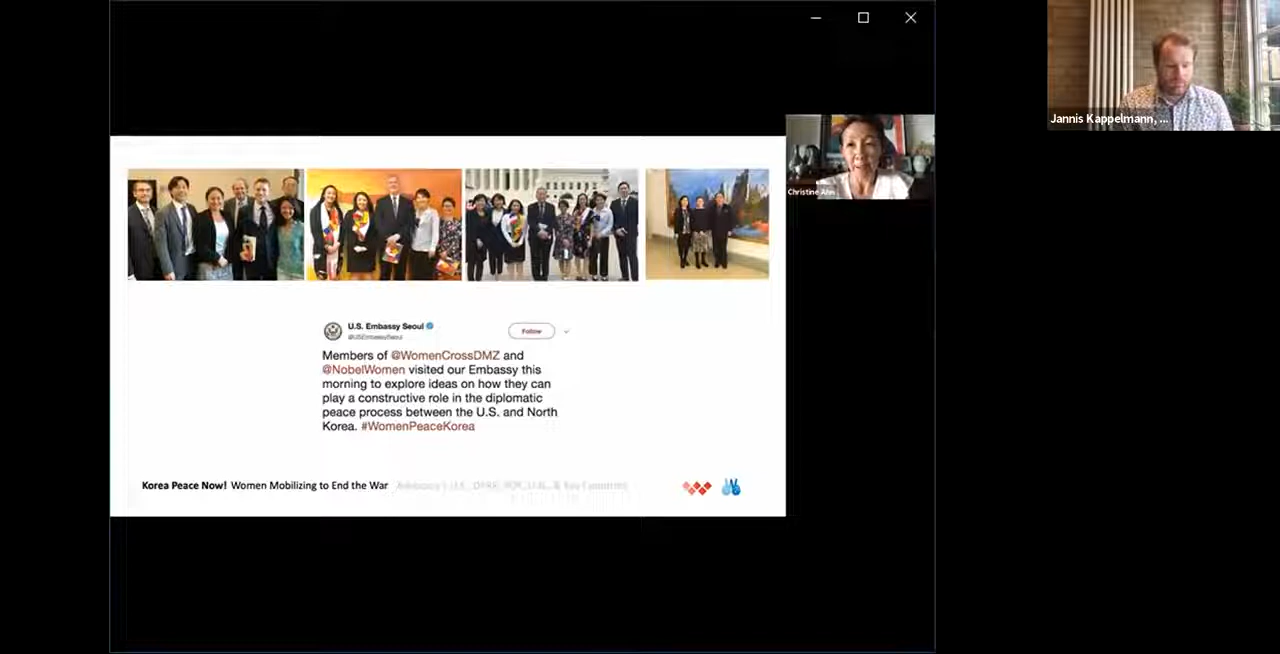 Jannis Kappelmann, ...
Christine Ahn
U.S. Embassy Seoul
@USEmbassySeoul
Follow
Members of @WomenCrossDMZ and
@NobelWomen visited our Embassy this
morning to explore ideas on how they can
play a constructive role in the diplomatic
peace process between the U.S. and North
Korea. #WomenPeaceKorea
Korea Peace Now! Women Mobilizing to End the War